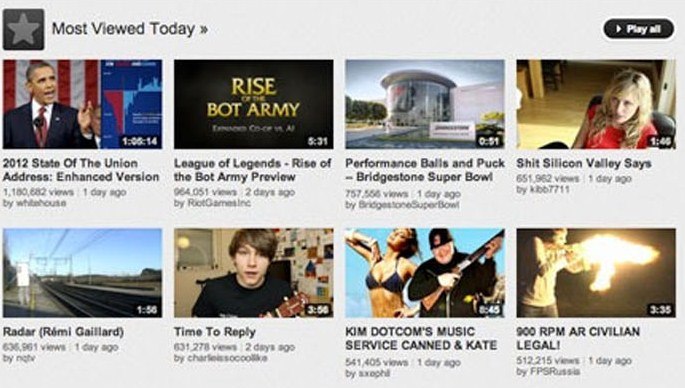 Most Viewed Today »
Play all
RISE
OF THE
BOT ARMY
EXPANDED CO-OP VS. AI
BRIDGESTONE
1:06:14
5:31
0:51
1:46
2012 State Of The Union
Address: Enhanced Version
1,180,682 views | 1 day ago
by whitehouse
League of Legends - Rise of
the Bot Army Preview
964,051 views | 2 days ago
by RiotGamesInc
Performance Balls and Puck
-- Bridgestone Super Bowl
757,556 views | 1 day ago
by BridgestoneSuperBowl
Shit Silicon Valley Says
651,962 views | 1 day ago
by kibb7711
1:56
3:56
8:45
3:35
Radar (Rémi Gaillard)
636,961 views | 1 day ago
by nqtv
Time To Reply
631,278 views | 2 days ago
by charlieissocoollike
KIM DOTCOM'S MUSIC
SERVICE CANNED & KATE
541,405 views | 1 day ago
by sxephil
900 RPM AR CIVILIAN
LEGAL!
512,215 views | 1 day ago
by FPSRussia